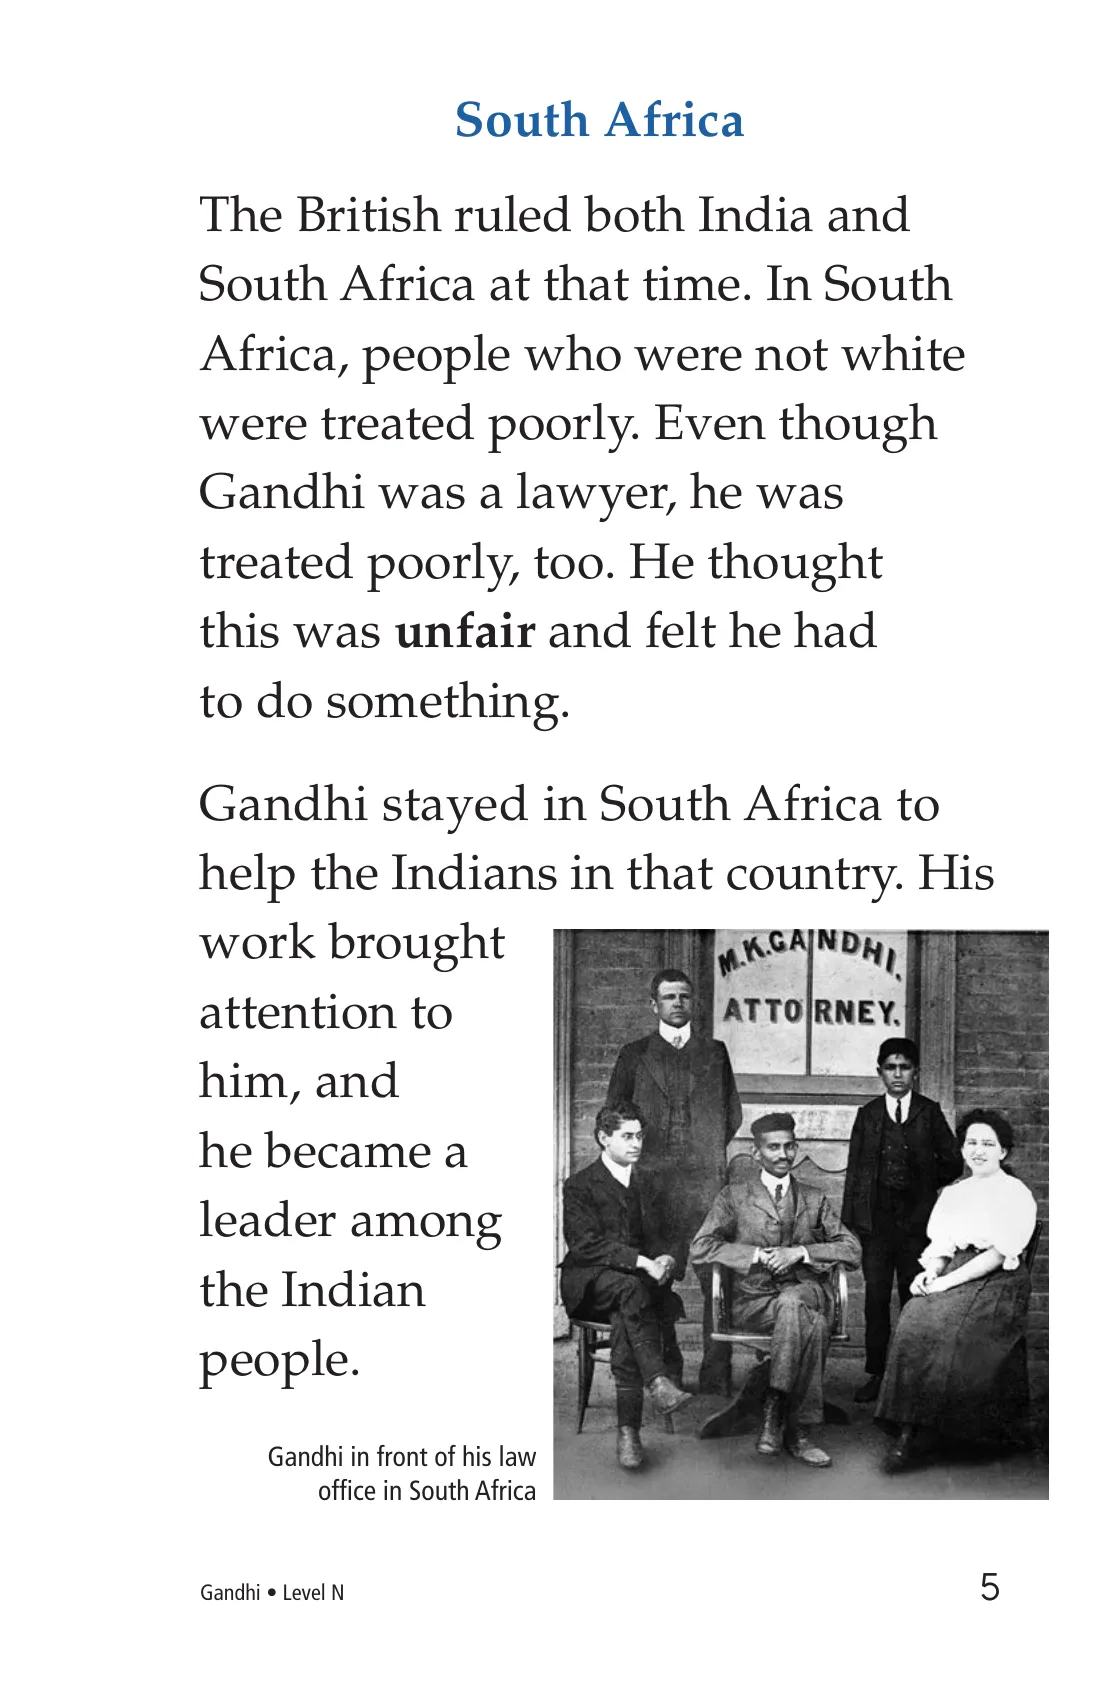 South Africa
The British ruled both India and
South Africa at that time. In South
Africa, people who were not white
were treated poorly. Even though
Gandhi was a lawyer, he was
treated poorly, too. He thought
this was unfair and felt he had
to do something.
Gandhi stayed in South Africa to
help the Indians in that country. His
work brought
attention to
him, and
he became a
leader among
the Indian
people.
M.K.GANDHI.
ATTORNEY.
Gandhi in front of his law
office in South Africa
Gandhi • Level N
5